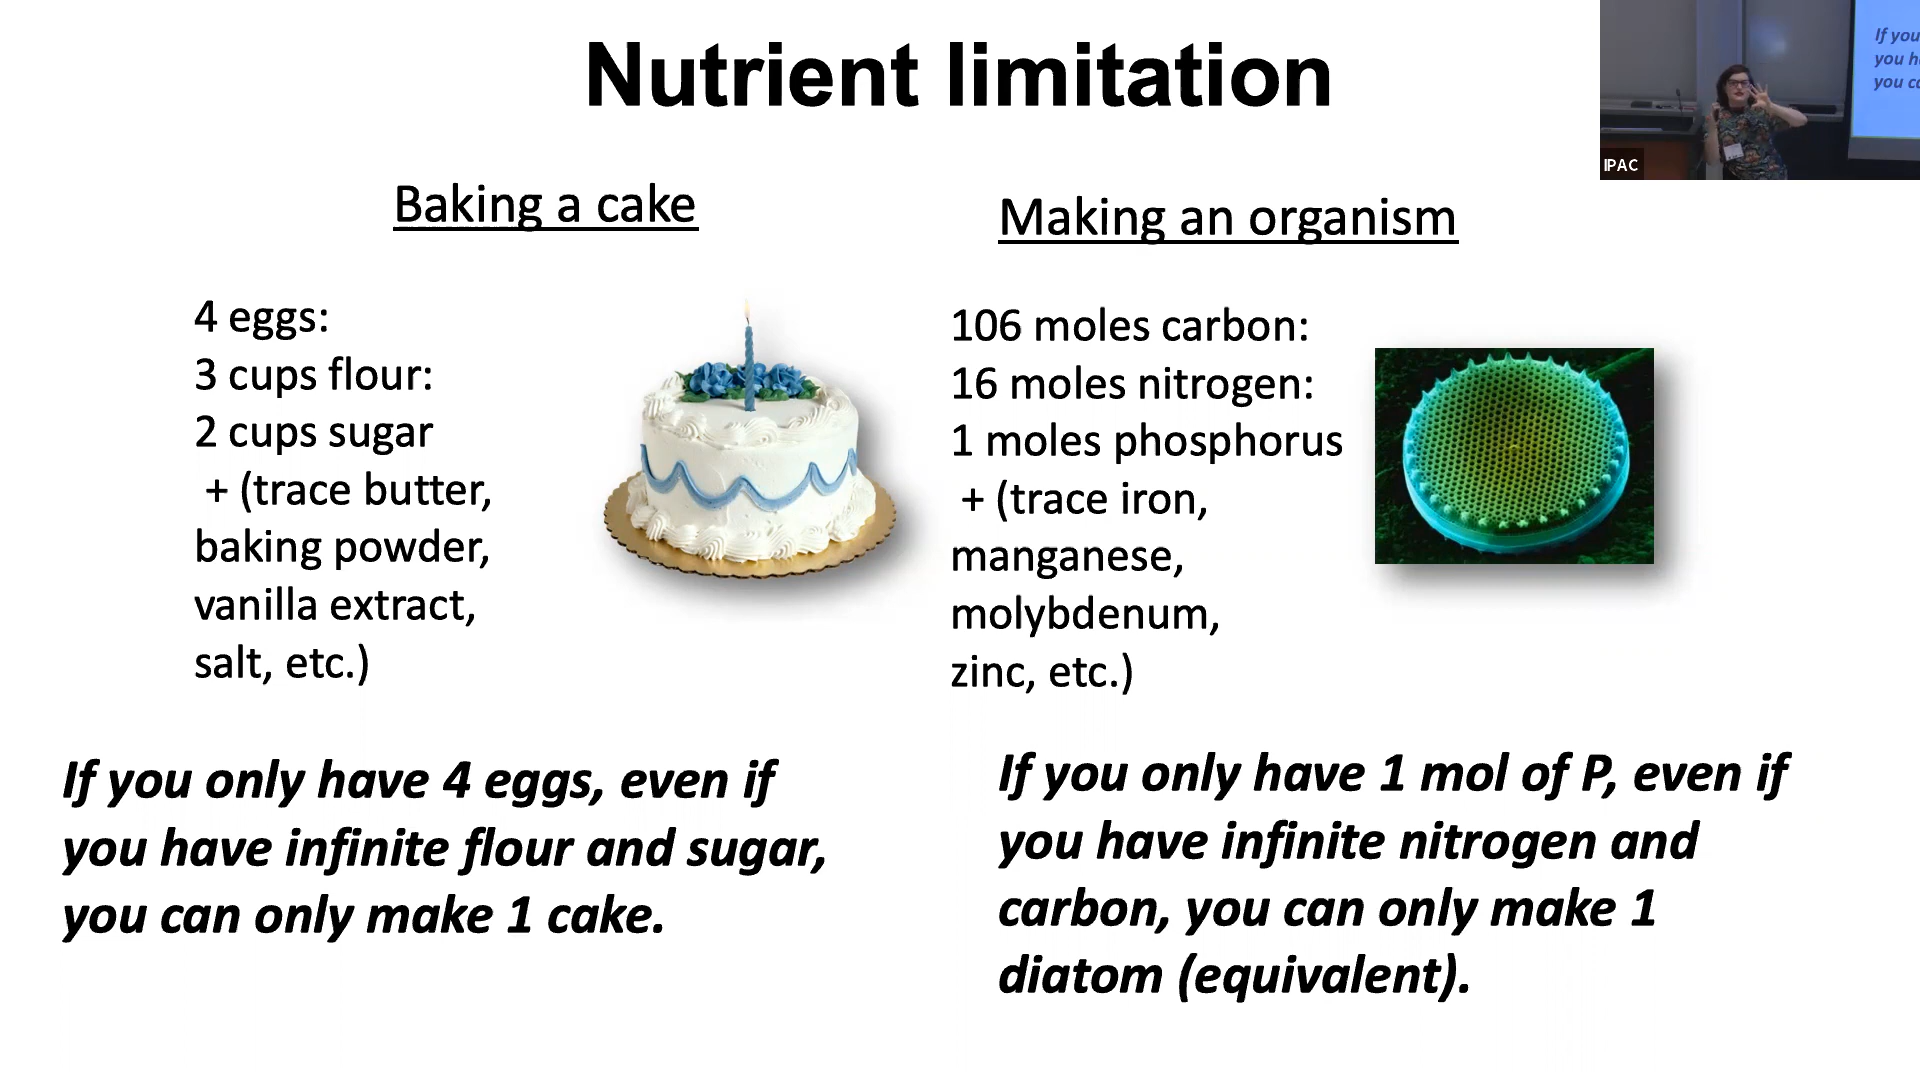 Nutrient limitation
Baking a cake
4 eggs:
3 cups flour:
2 cups sugar
+ (trace butter,
baking powder,
vanilla extract,
salt, etc.)
If you only have 4 eggs, even if
you have infinite flour and sugar,
you can only make 1 cake.
Making an organism
106 moles carbon:
16 moles nitrogen:
1 moles phosphorus
+ (trace iron,
manganese,
molybdenum,
zinc, etc.)
If you only have 1 mol of P, even if
you have infinite nitrogen and
carbon, you can only make 1
diatom (equivalent).
If you
you h
you c
IPAC